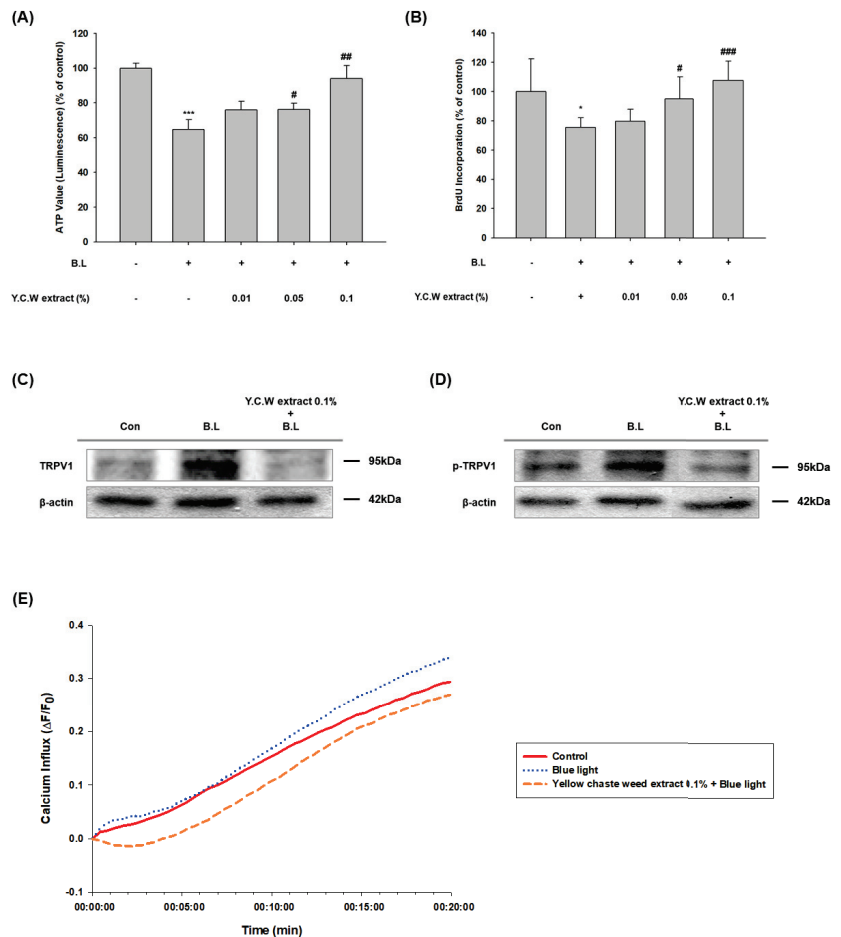 (A)
120
100
80
60
40
20
0
ATP Value (Luminescence) (% of control)
***
#
##
B.L
- + + + +
Y.C.W extract (%)
- - 0.01 0.05 0.1
(B)
140
120
100
80
60
40
20
0
BrdU Incorporation (% of control)
*
#
###
B.L
- + + + +
Y.C.W extract (%)
- + 0.01 0.05 0.1
(C)
Con
B.L
Y.C.W extract 0.1%
+
B.L
TRPV1
95kDa
β-actin
42kDa
(D)
Con
B.L
Y.C.W extract 0.1%
+
B.L
p-TRPV1
95kDa
β-actin
42kDa
(E)
0.4
0.3
0.2
0.1
0.0
-0.1
Calcium Influx (ΔF/F0)
00:00:00 00:05:00 00:10:00 00:15:00 00:20:00
Time (min)
Control
Blue light
Yellow chaste weed extract 0.1% + Blue light